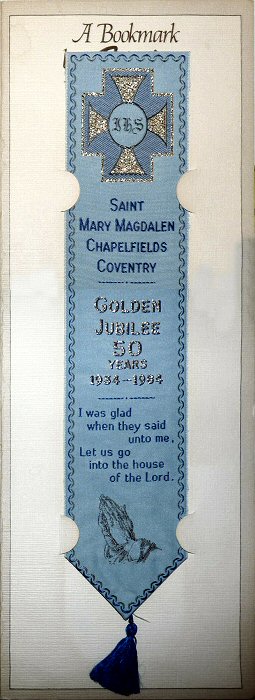 A Bookmark
IHS
SAINT
MARY MAGDALEN
CHAPELFIELDS
COVENTRY
GOLDEN
JUBILEE
50
YEARS
1934-1984
I was glad
when they said
unto me,
Let us go
into the house
of the Lord.